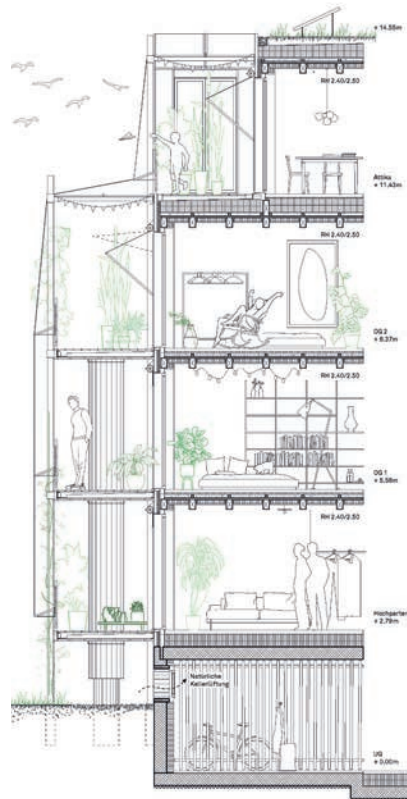 + 14.55m
RH 2.40/2.50
Attika
+ 11.43m
RH 2.40/2.50
OG 2
+ 8.37m
RH 2.40/2.50
OG 1
+ 5.58m
RH 2.40/2.50
Hochparterre
+ 2.79m
Natürliche
Kellerlüftung
UG
± 0.00m